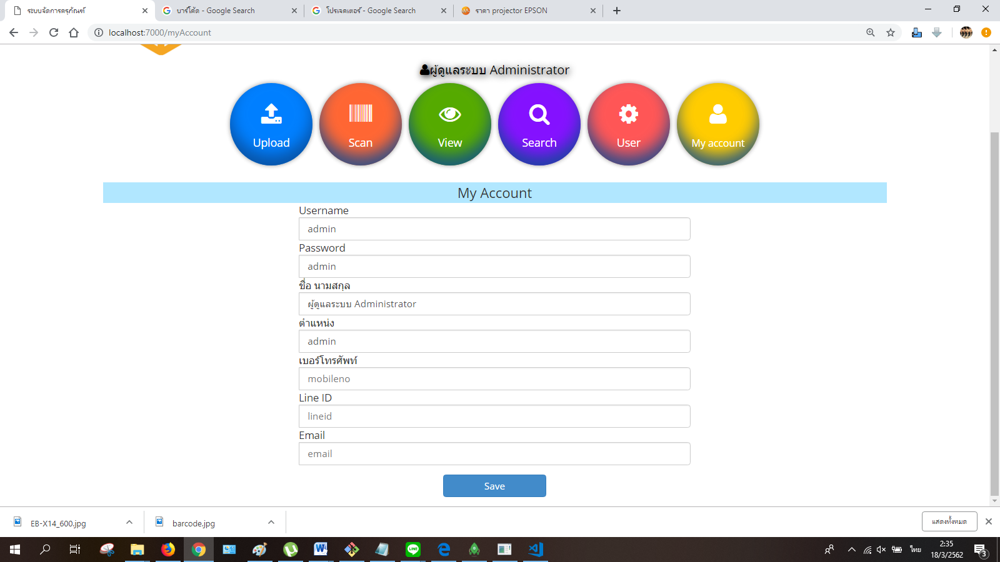 ระบบจัดการครุภัณฑ์
บาร์โค้ด - Google Search
โปรเจคเตอร์ - Google Search
ราคา projector EPSON
localhost:7000/myAccount
ผู้ดูแลระบบ Administrator
Upload
Scan
View
Search
User
My account
My Account
Username
admin
Password
admin
ชื่อ นามสกุล
ผู้ดูแลระบบ Administrator
ตำแหน่ง
admin
เบอร์โทรศัพท์
mobileno
Line ID
lineid
Email
email
Save
EB-X14_600.jpg
barcode.jpg
แสดงทั้งหมด
ไทย
2:35
18/3/2562
3